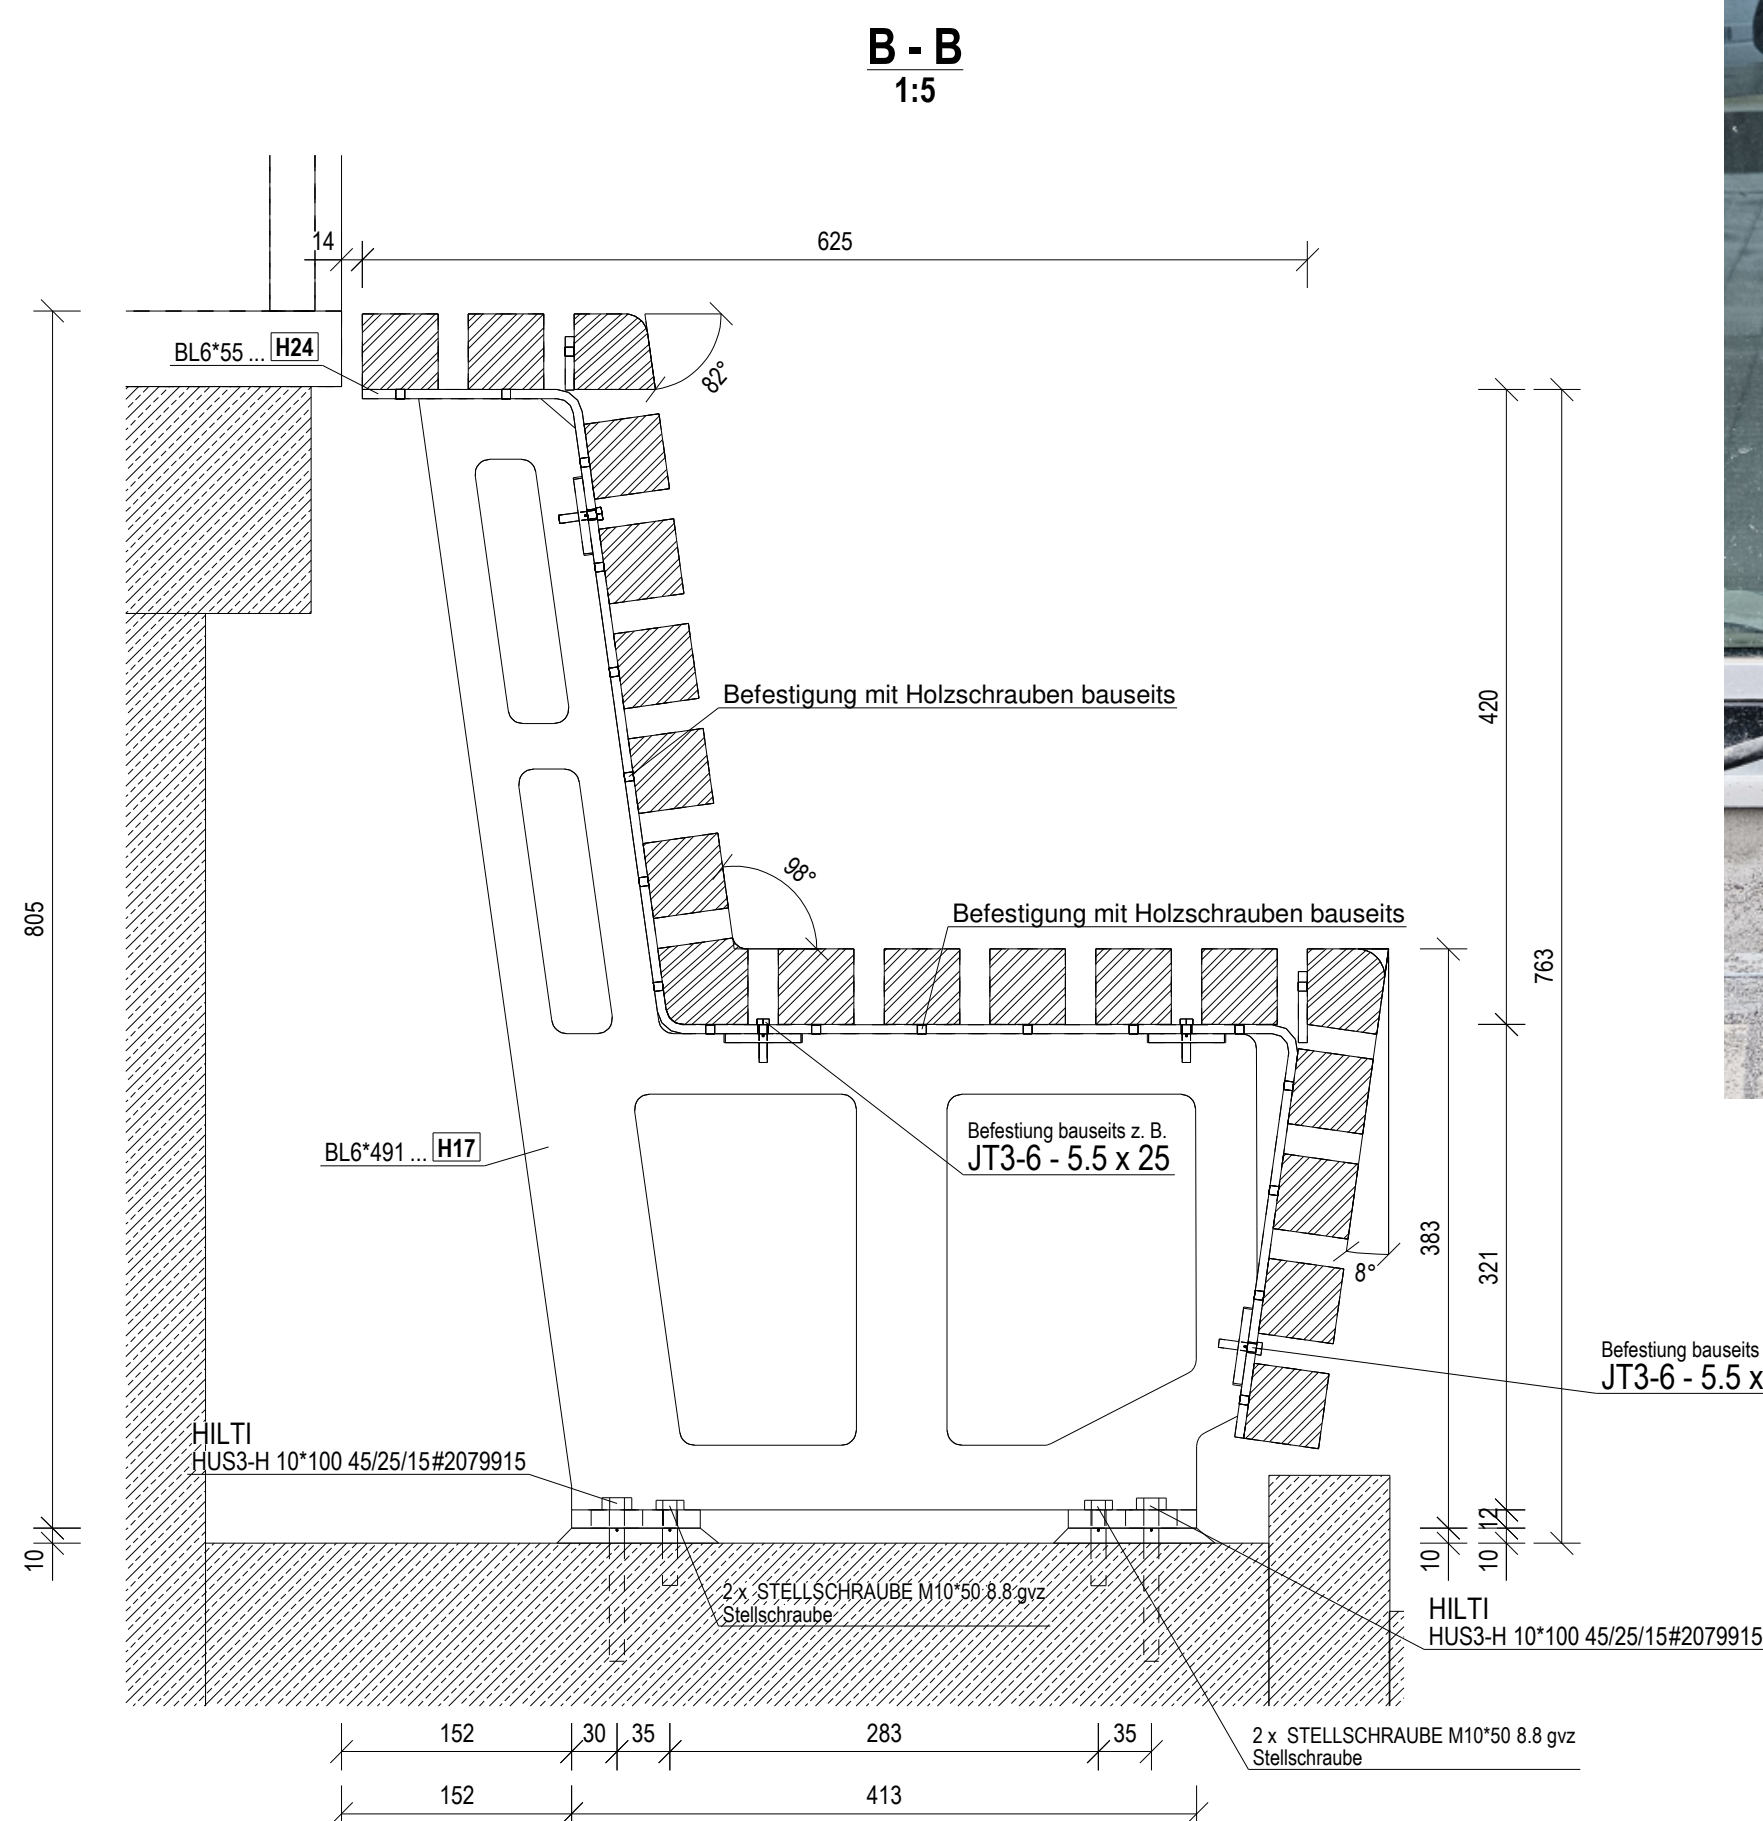 B - B
1:5
14
625
BL6*55 ... H24
82°
805
420
763
Befestigung mit Holzschrauben bauseits
98°
Befestigung mit Holzschrauben bauseits
BL6*491 ... H17
Befestiung bauseits z. B.
JT3-6 - 5.5 x 25
383
321
8°
Befestiung bauseits
JT3-6 - 5.5 x
HILTI
HUS3-H 10*100 45/25/15#2079915
10
12
10
10
2 x STELLSCHRAUBE M10*50 8.8 gvz
Stellschraube
HILTI
HUS3-H 10*100 45/25/15#2079915
152
30
35
283
35
2 x STELLSCHRAUBE M10*50 8.8 gvz
Stellschraube
152
413